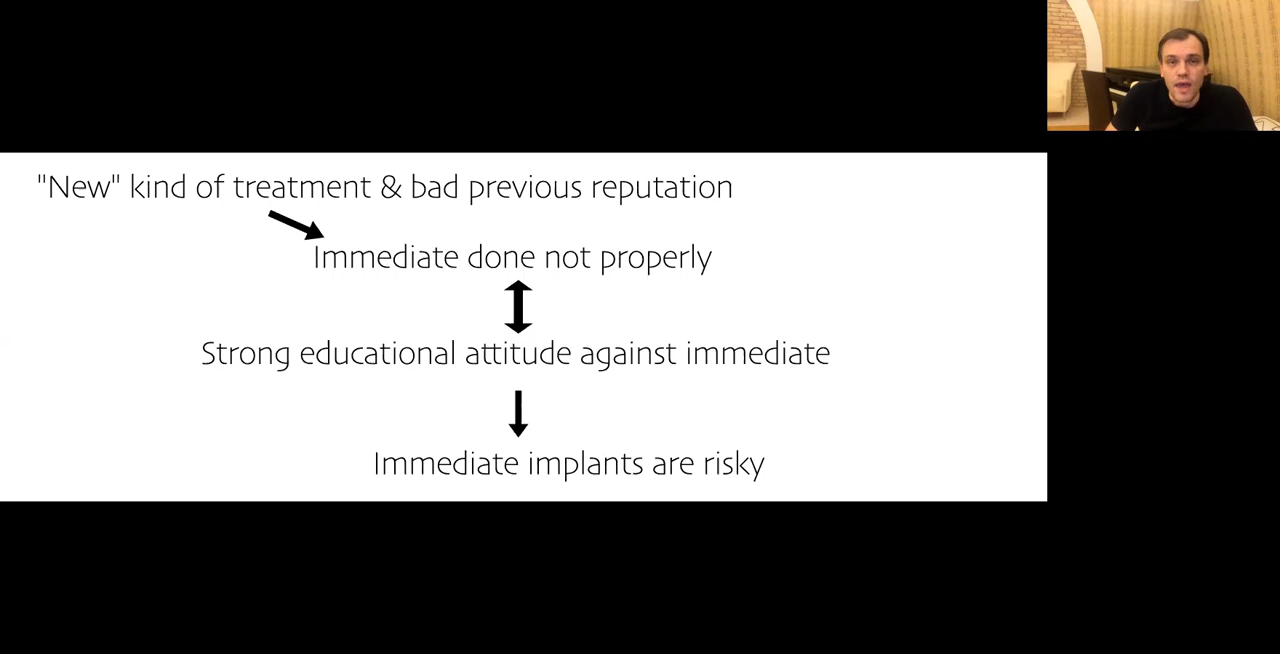 "New" kind of treatment & bad previous reputation
Immediate done not properly
Strong educational attitude against immediate
Immediate implants are risky